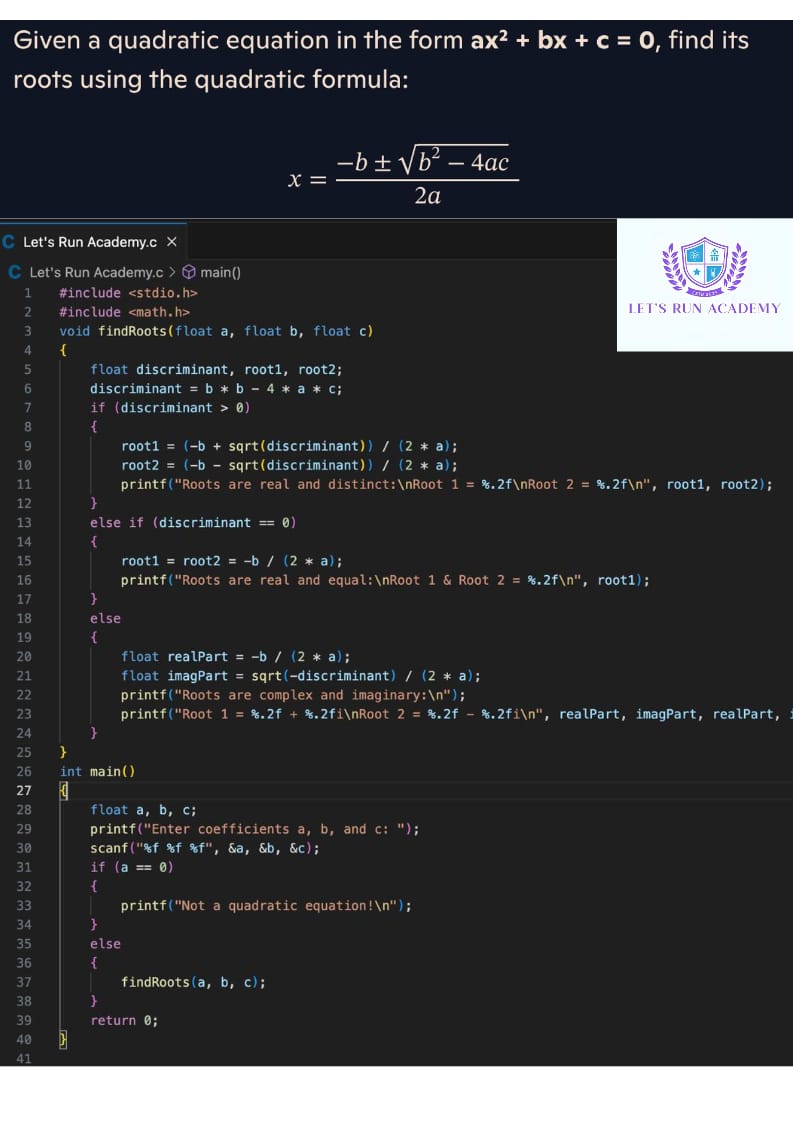 Given a quadratic equation in the form ax² + bx + c = 0, find its
roots using the quadratic formula:
x = −b ± √b² − 4ac
2a
C Let's Run Academy.c ×
C Let's Run Academy.c > main()
LET'S RUN ACADEMY
1 #include <stdio.h>
2 #include <math.h>
3 void findRoots(float a, float b, float c)
4 {
5 float discriminant, root1, root2;
6 discriminant = b * b - 4 * a * c;
7 if (discriminant > 0)
8 {
9 root1 = (-b + sqrt(discriminant)) / (2 * a);
10 root2 = (-b - sqrt(discriminant)) / (2 * a);
11 printf("Roots are real and distinct:\nRoot 1 = %.2f\nRoot 2 = %.2f\n", root1, root2);
12 }
13 else if (discriminant == 0)
14 {
15 root1 = root2 = -b / (2 * a);
16 printf("Roots are real and equal:\nRoot 1 & Root 2 = %.2f\n", root1);
17 }
18 else
19 {
20 float realPart = -b / (2 * a);
21 float imagPart = sqrt(-discriminant) / (2 * a);
22 printf("Roots are complex and imaginary:\n");
23 printf("Root 1 = %.2f + %.2fi\nRoot 2 = %.2f - %.2fi\n", realPart, imagPart, realPart,
24 }
25 }
26 int main()
27 {
28 float a, b, c;
29 printf("Enter coefficients a, b, and c: ");
30 scanf("%f %f %f", &a, &b, &c);
31 if (a == 0)
32 {
33 printf("Not a quadratic equation!\n");
34 }
35 else
36 {
37 findRoots(a, b, c);
38 }
39 return 0;
40 }
41